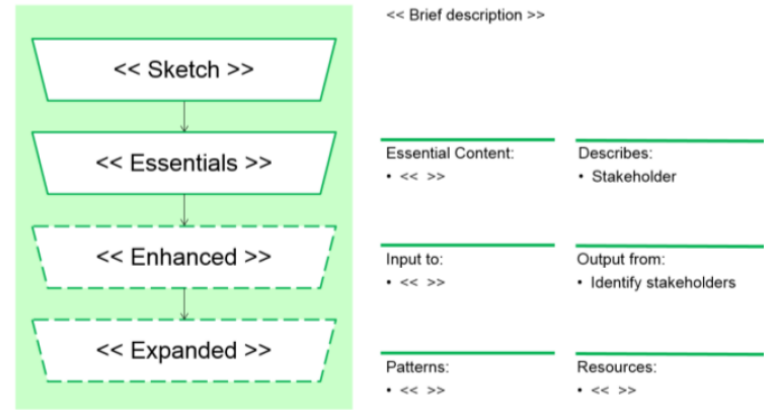 << Sketch >>
<< Essentials >>
<< Enhanced >>
<< Expanded >>
<< Brief description >>
Essential Content:
• << >>
Describes:
• Stakeholder
Input to:
• << >>
Output from:
• Identify stakeholders
Patterns:
• << >>
Resources:
• << >>